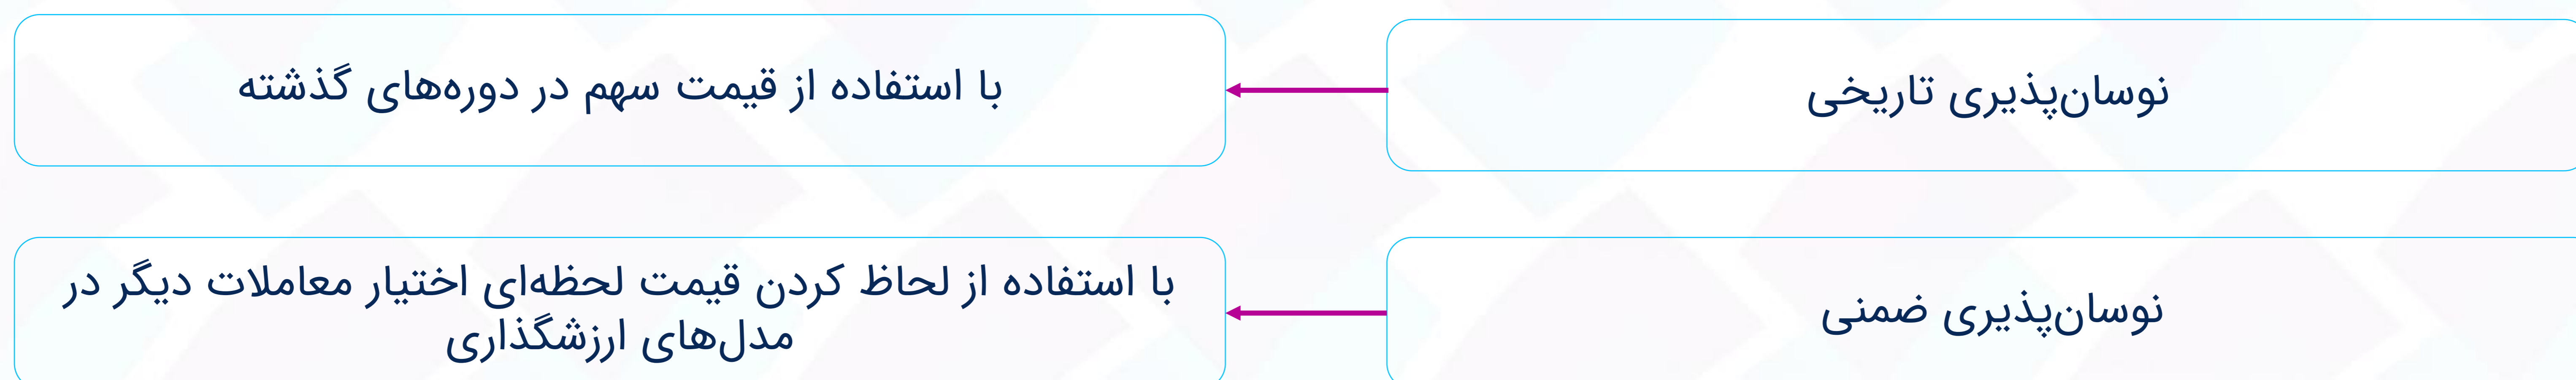 نوسان‌پذیری تاریخی
با استفاده از قیمت سهم در دوره‌های گذشته
نوسان‌پذیری ضمنی
با استفاده از لحاظ کردن قیمت لحظه‌ای اختیار معاملات دیگر در
مدل‌های ارزشگذاری